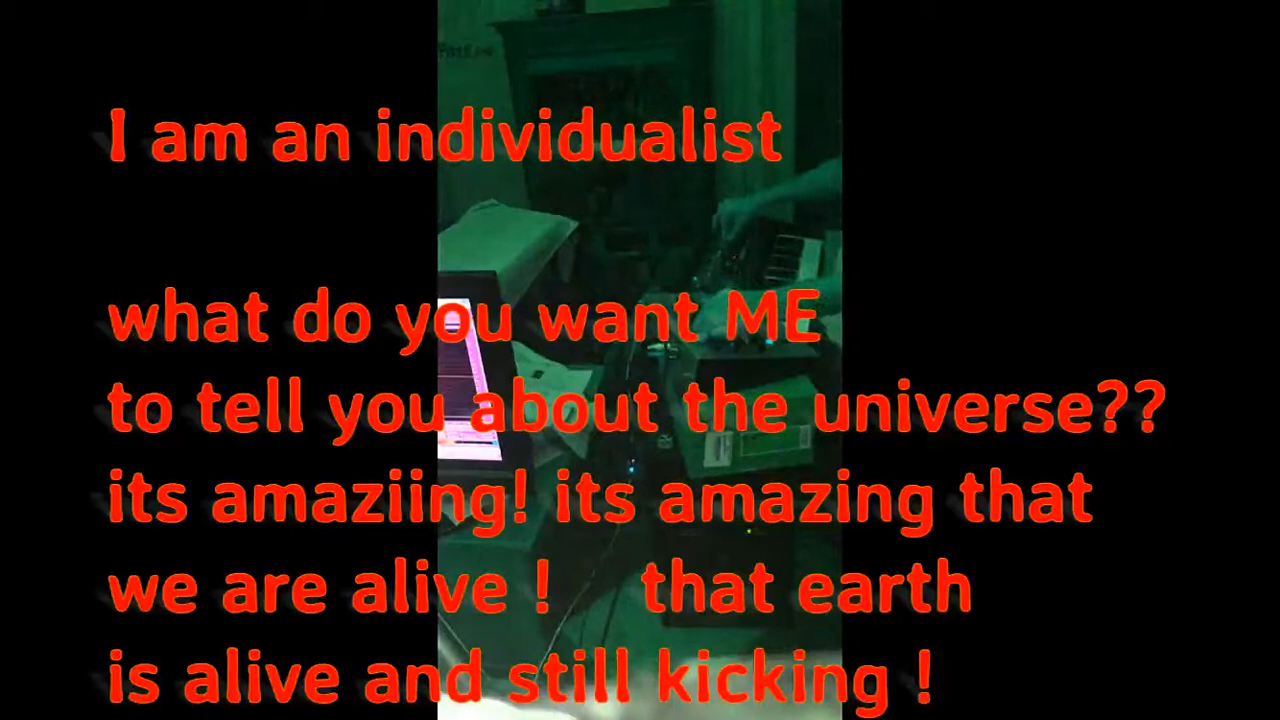 I am an individualist
what do you want ME
to tell you about the universe??
its amaziing! its amazing that
we are alive ! that earth
is alive and still kicking !